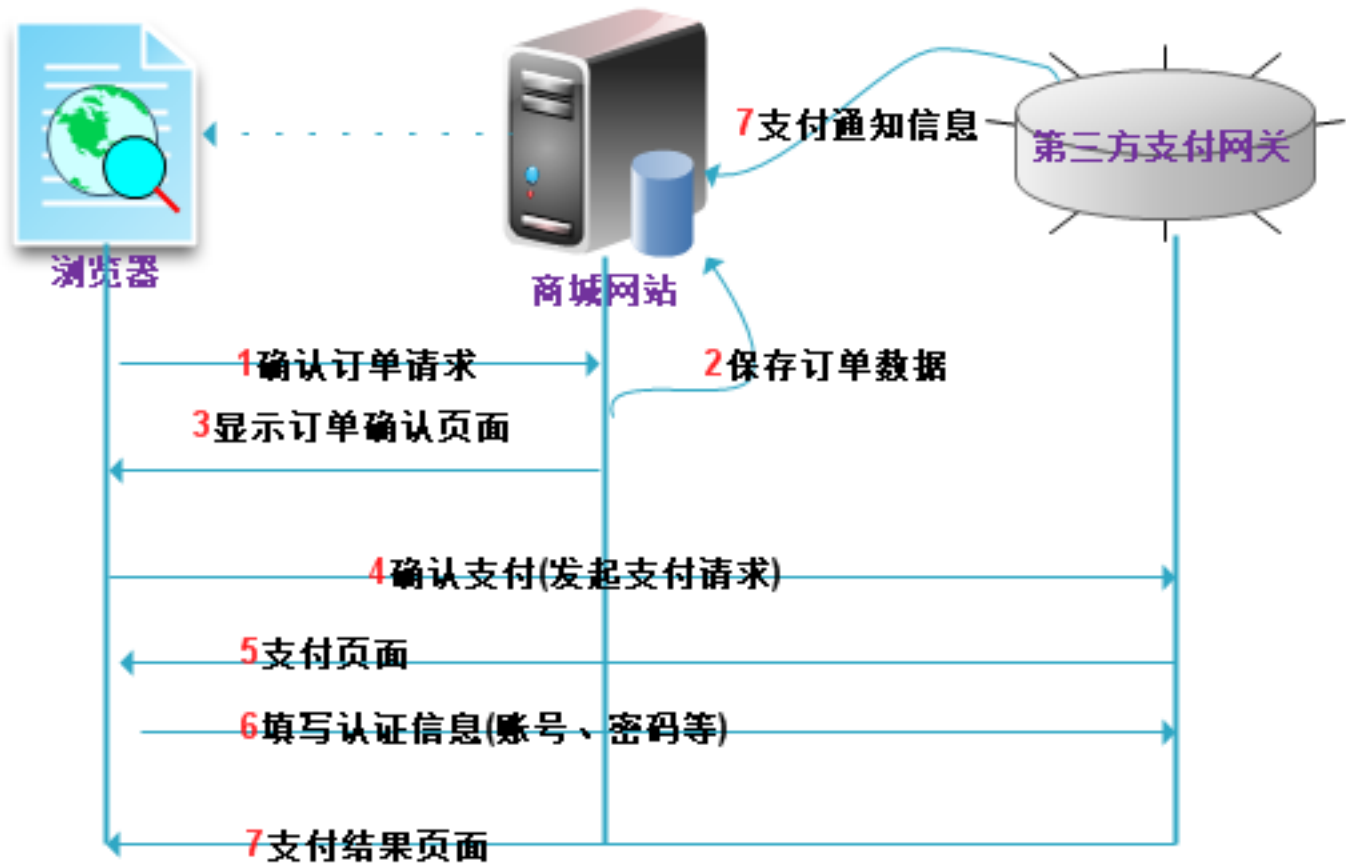 7支付通知信息
第三方支付网关
浏览器
商城网站
1确认订单请求
2保存订单数据
3显示订单确认页面
4确认支付(发起支付请求)
5支付页面
6填写认证信息(账号、密码等)
7支付结果页面